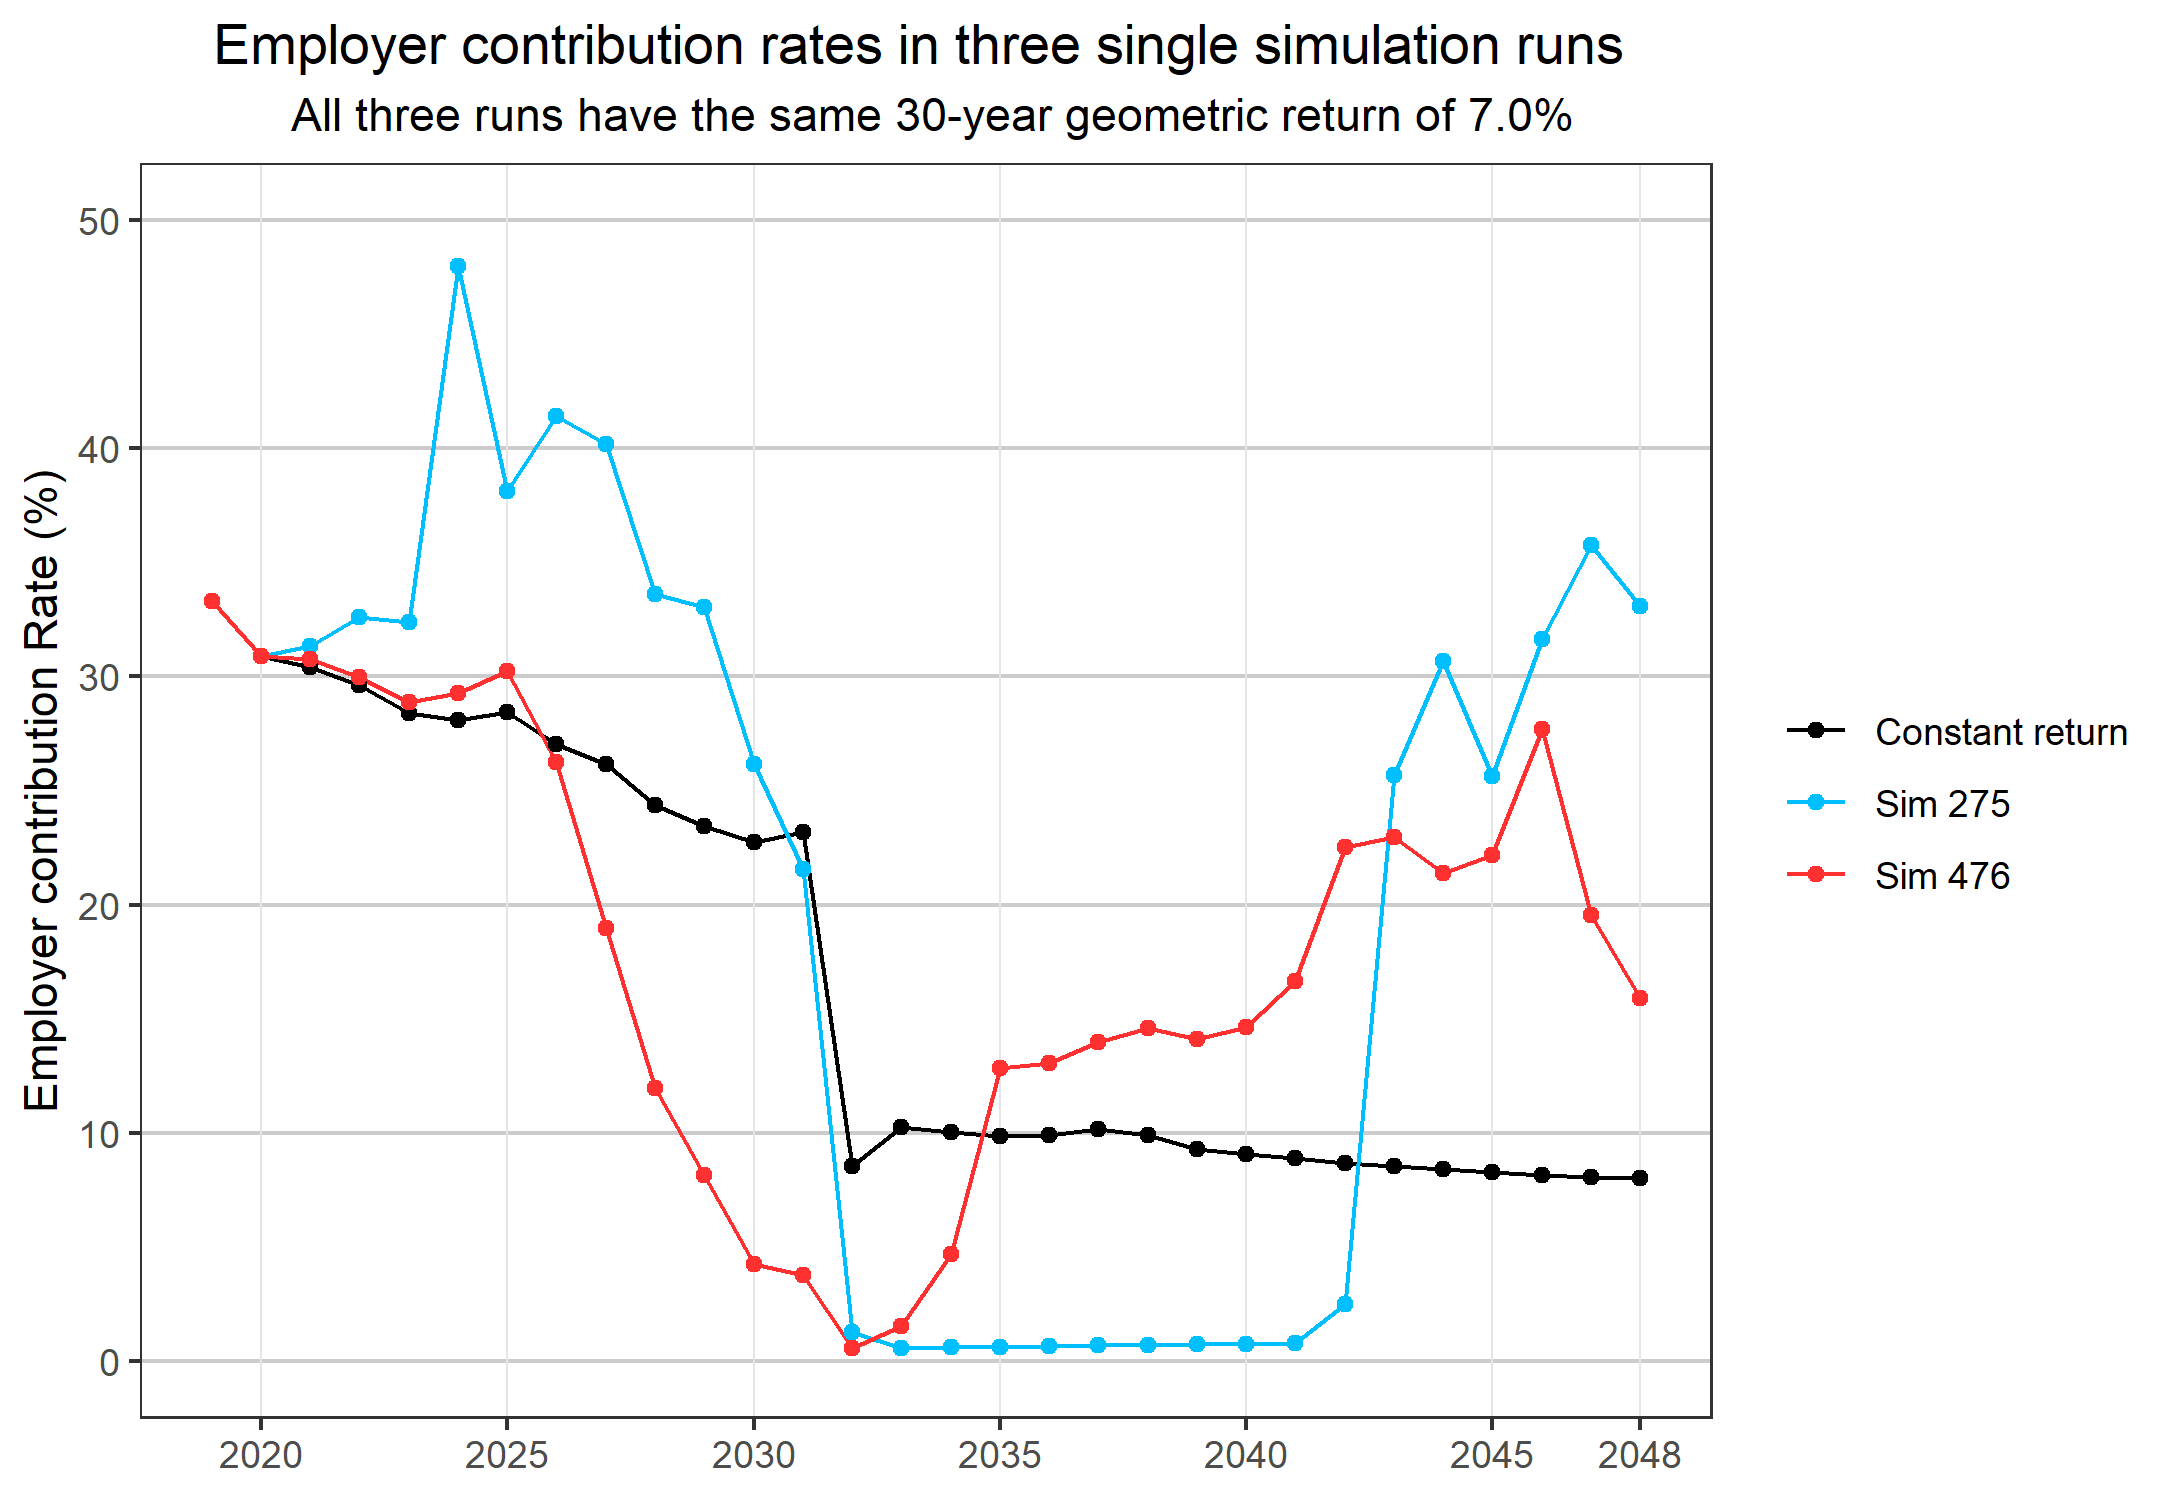 Employer contribution rates in three single simulation runs
All three runs have the same 30-year geometric return of 7.0%
Employer contribution Rate (%)
50
40
30
20
10
0
2020 2025 2030 2035 2040 2045 2048
Constant return
Sim 275
Sim 476